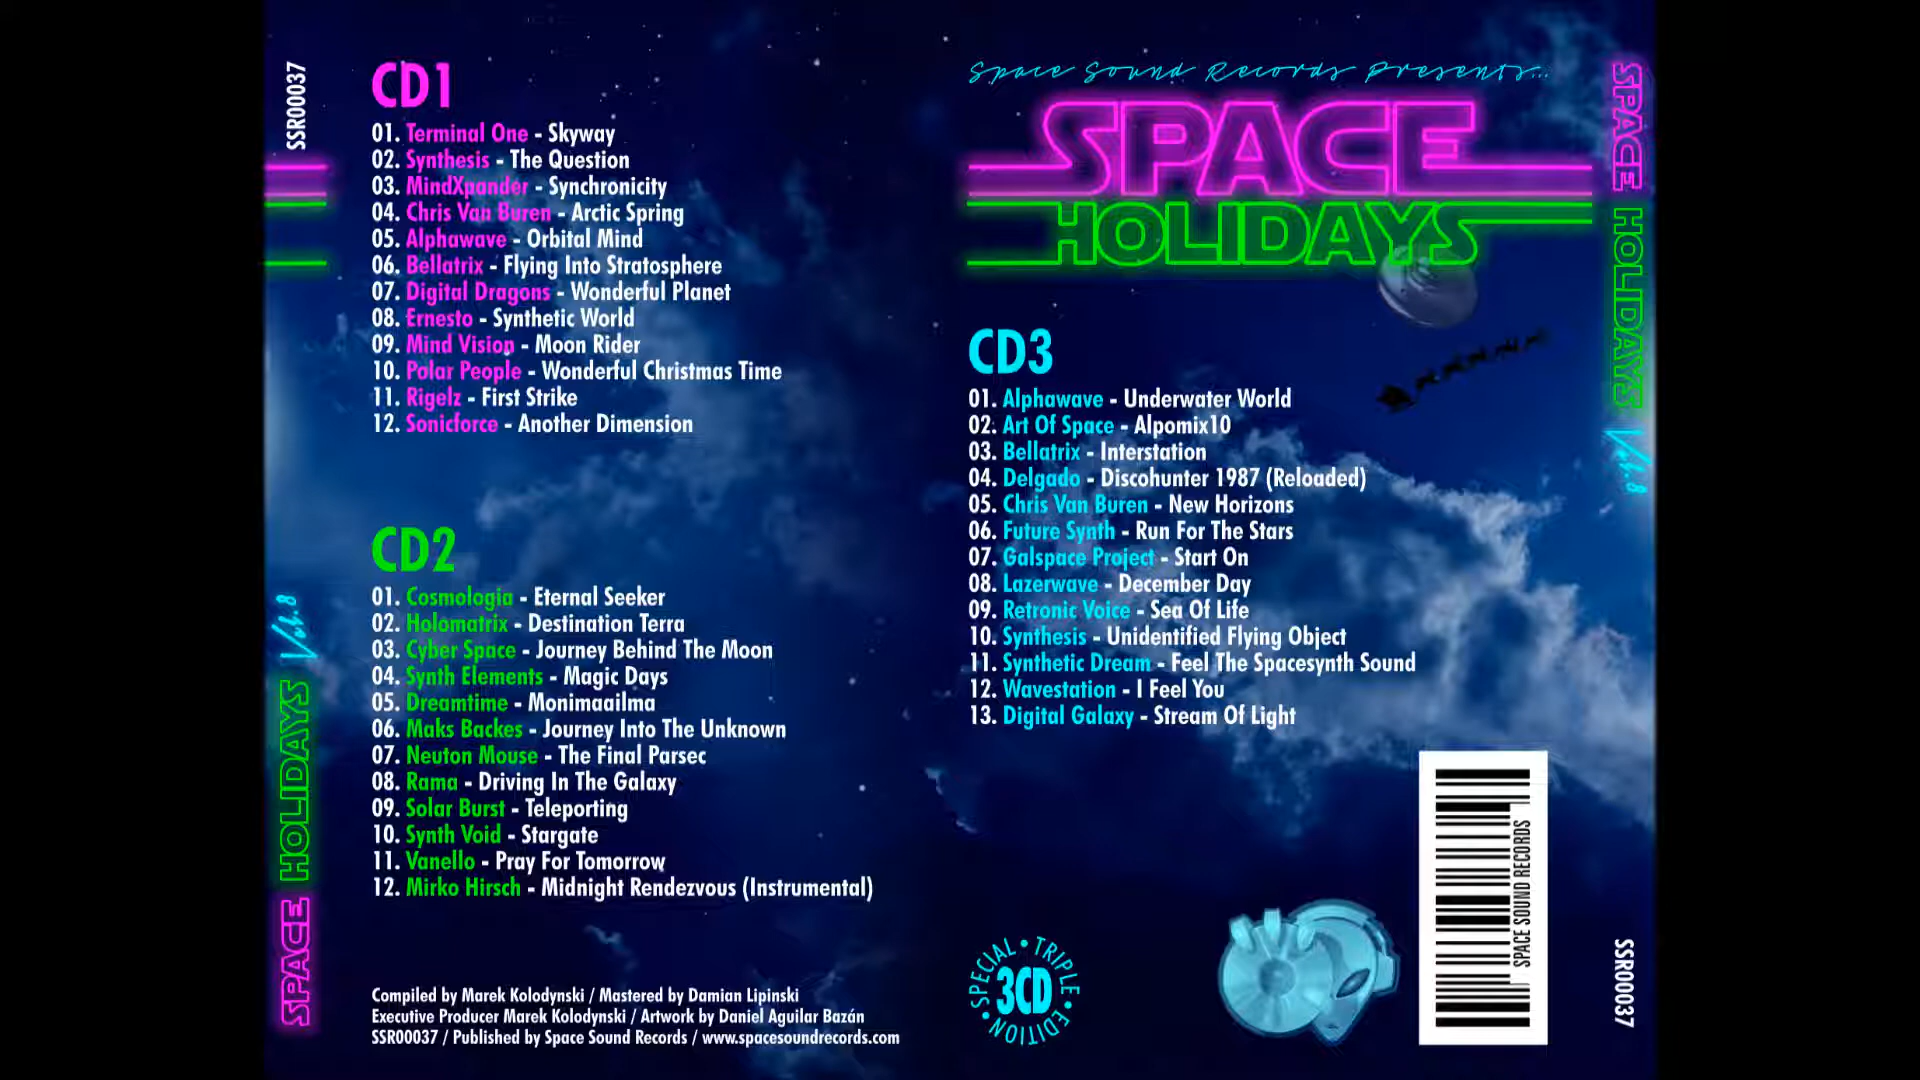 SSR00037
CD1
01. Terminal One - Skyway
02. Synthesis - The Question
03. MindXpander - Synchronicity
04. Chris Van Buren - Arctic Spring
05. Alphawave - Orbital Mind
06. Bellatrix - Flying Into Stratosphere
07. Digital Dragons - Wonderful Planet
08. Ernesto - Synthetic World
09. Mind Vision - Moon Rider
10. Polar People - Wonderful Christmas Time
11. Rigelz - First Strike
12. Sonicforce - Another Dimension
CD2
01. Cosmologia - Eternal Seeker
02. Holomatrix - Destination Terra
03. Cyber Space - Journey Behind The Moon
04. Synth Elements - Magic Days
05. Dreamtime - Monimaailma
06. Maks Backes - Journey Into The Unknown
07. Neuton Mouse - The Final Parsec
08. Rama - Driving In The Galaxy
09. Solar Burst - Teleporting
10. Synth Void - Stargate
11. Vanello - Pray For Tomorrow
12. Mirko Hirsch - Midnight Rendezvous (Instrumental)
SPACE HOLIDAYS Vol. 8
Compiled by Marek Kolodynski / Mastered by Damian Lipinski
Executive Producer Marek Kolodynski / Artwork by Daniel Aguilar Bazán
SSR00037 / Published by Space Sound Records / www.spacesoundrecords.com
Space Sound Records Presents...
SPACE
HOLIDAYS
CD3
01. Alphawave - Underwater World
02. Art Of Space - Alpomix10
03. Bellatrix - Interstation
04. Delgado - Discohunter 1987 (Reloaded)
05. Chris Van Buren - New Horizons
06. Future Synth - Run For The Stars
07. Galspace Project - Start On
08. Lazerwave - December Day
09. Retronic Voice - Sea Of Life
10. Synthesis - Unidentified Flying Object
11. Synthetic Dream - Feel The Spacesynth Sound
12. Wavestation - I Feel You
13. Digital Galaxy - Stream Of Light
SPECIAL • TRIPLE • EDITION •
3CD
SPACE SOUND RECORDS
SPACE HOLIDAYS Vol. 8
SSR00037